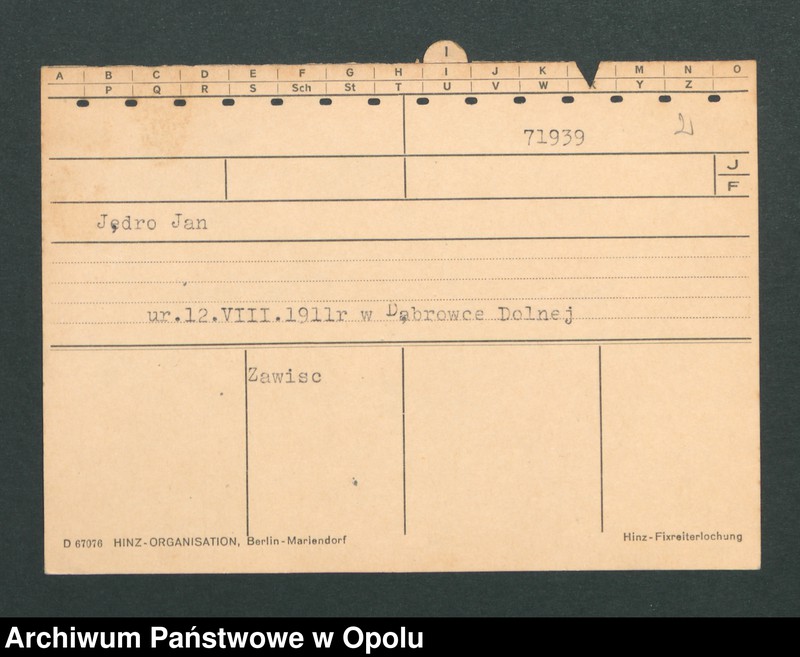 I
A B C D E F G H I J K M N O
P Q R S Sch St T U V W X Y Z
71939
J
F
Jędro Jan
ur.12.VIII.1911r w Dąbrowce Dolnej
Zawisc
D 67076 HINZ-ORGANISATION, Berlin-Mariendorf Hinz-Fixreiterlochung
Archiwum Państwowe w Opolu